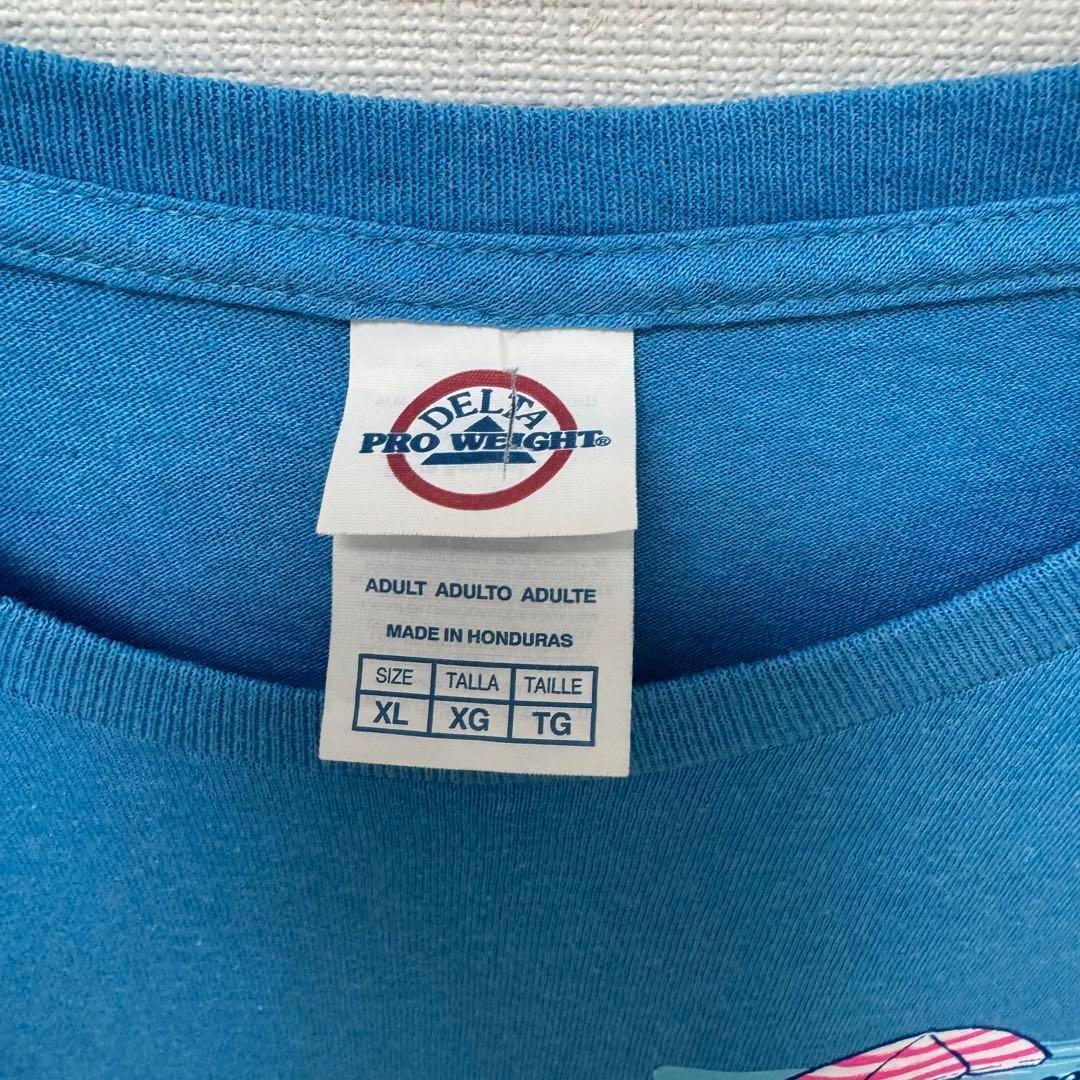 DELTA
PRO WEIGHT®
ADULT ADULTO ADULTE
MADE IN HONDURAS
SIZE TALLA TAILLE
XL XG TG